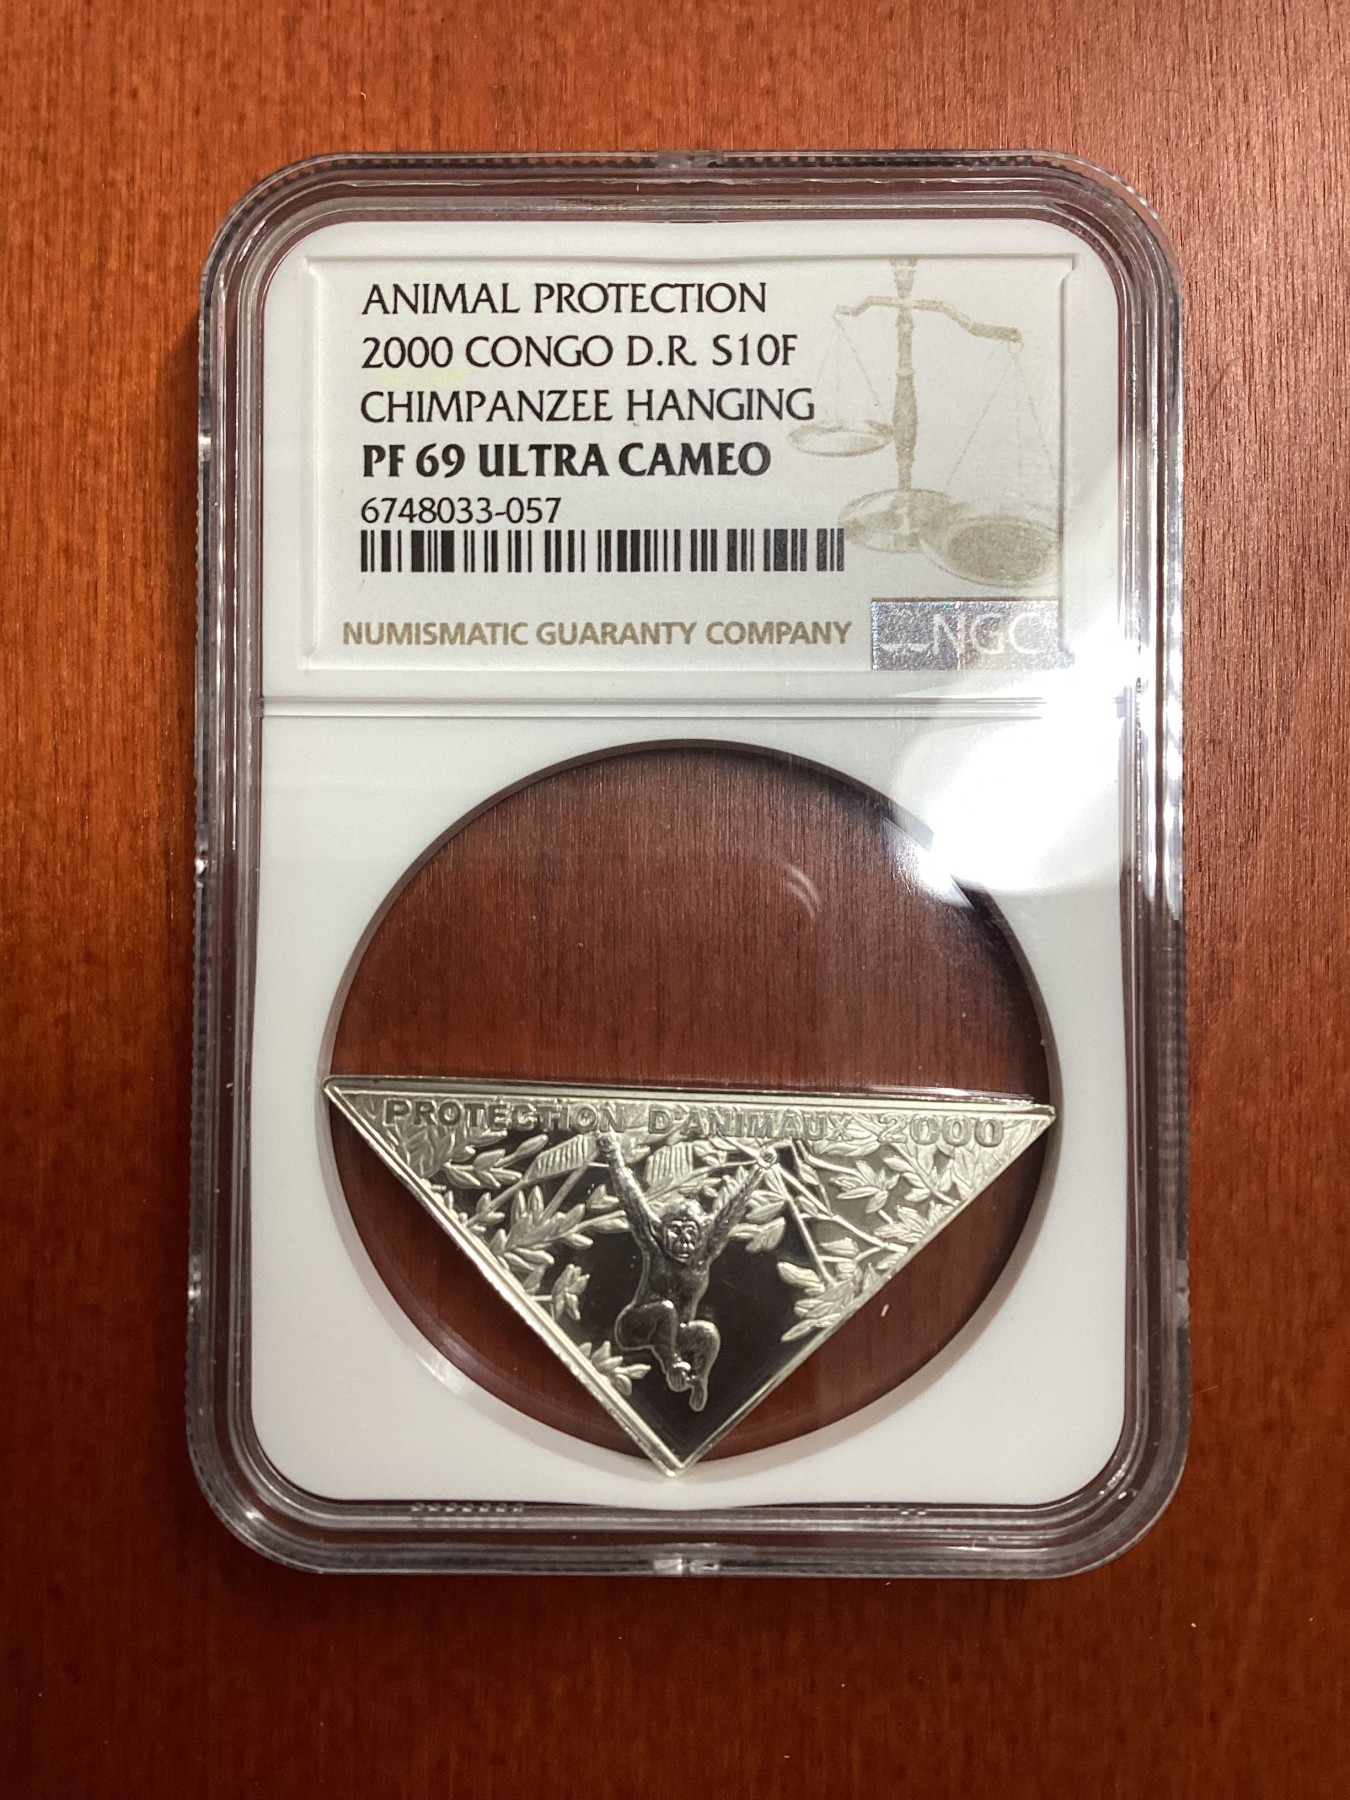 ANIMAL PROTECTION
2000 CONGO D.R. S10F
CHIMPANZEE HANGING
PF 69 ULTRA CAMEO
6748033-057
NUMISMATIC GUARANTY COMPANY
NGC
PROTECTION D'ANIMAUX 2000